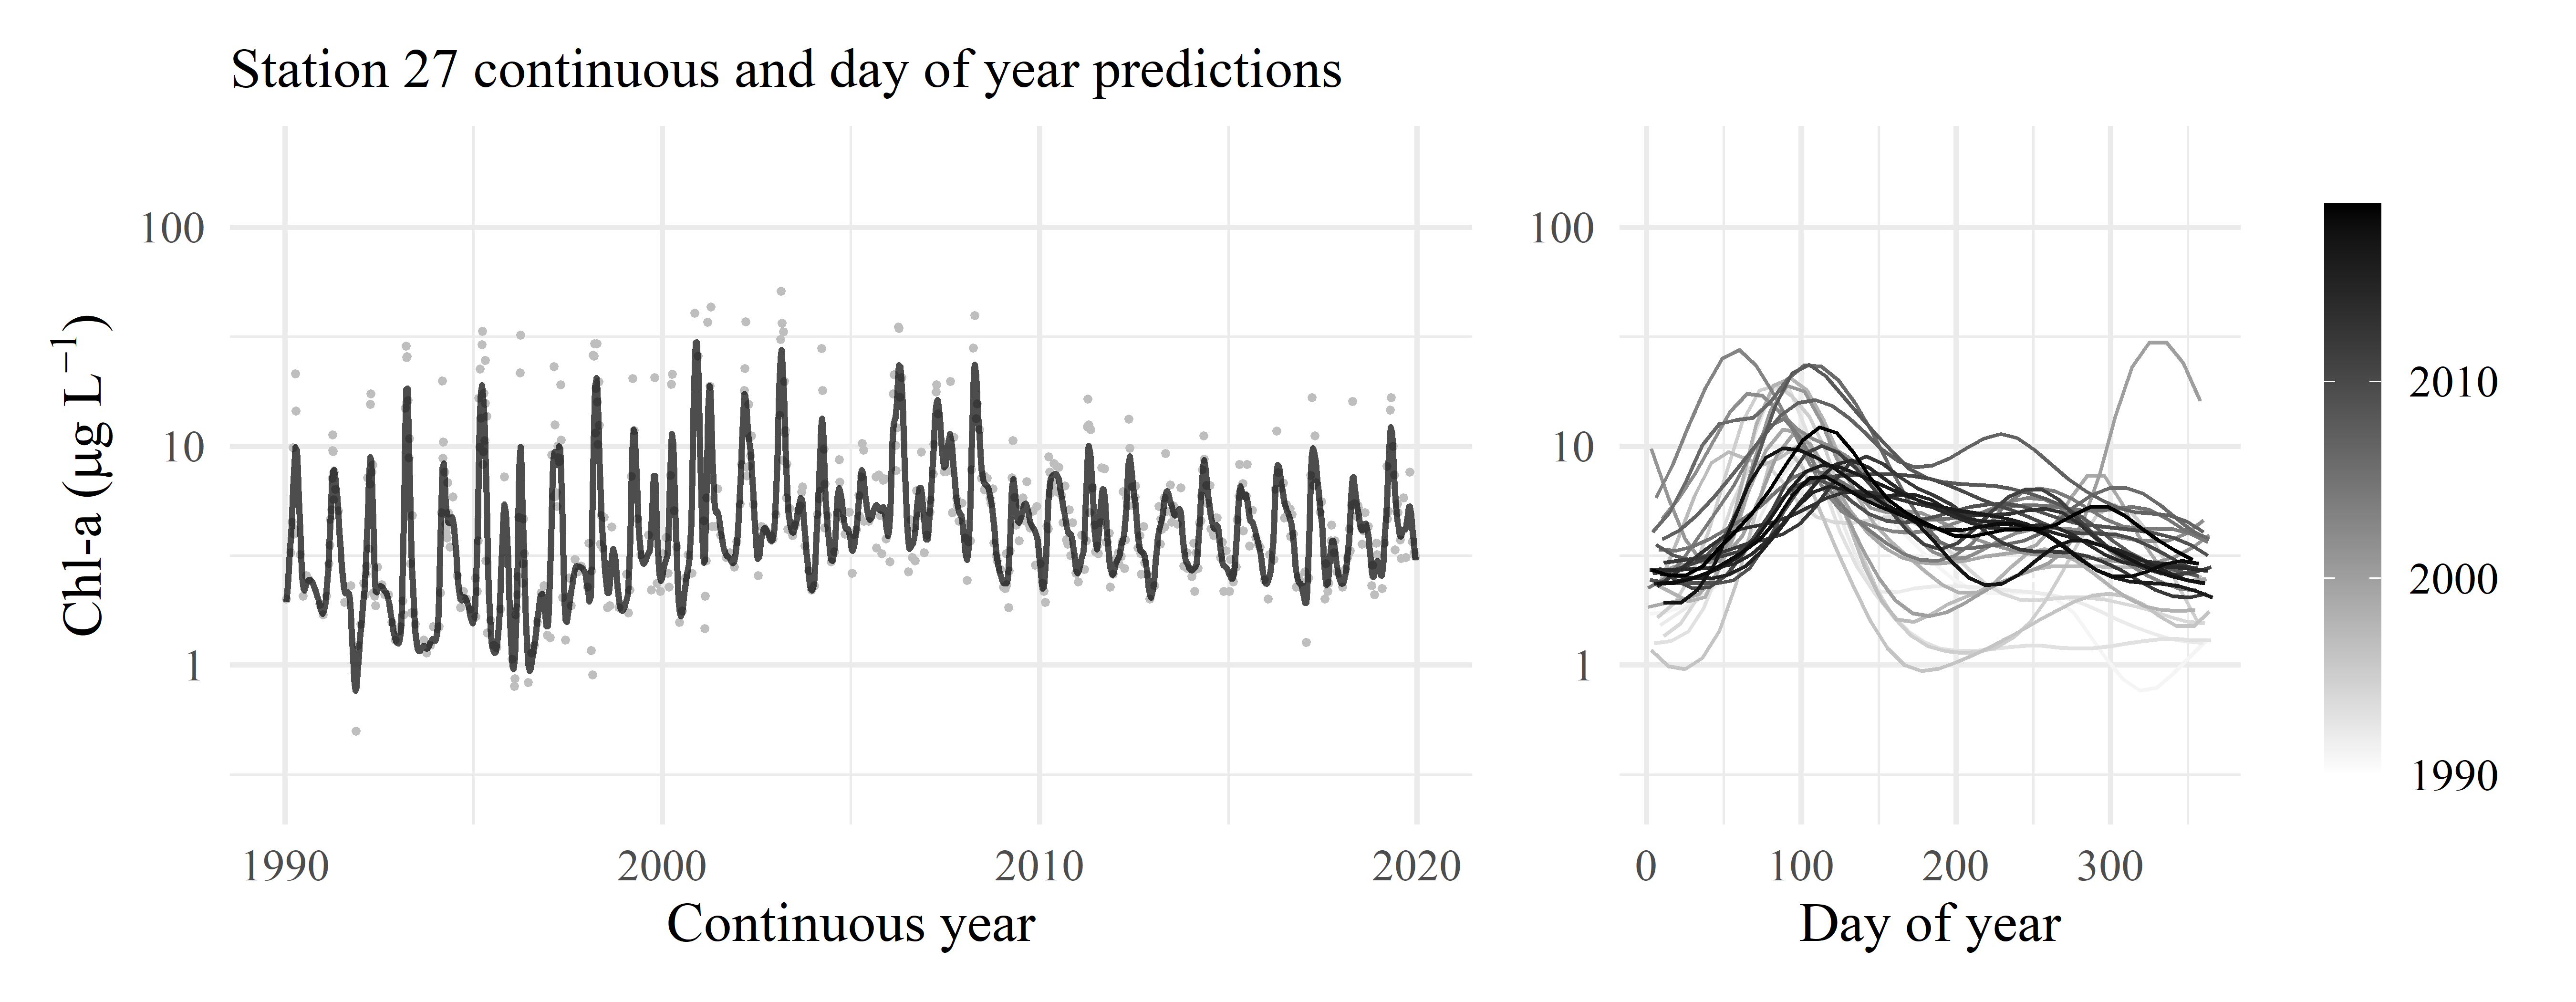 Station 27 continuous and day of year predictions
Chl-a (µg L⁻¹)
100
10
1
1990 2000 2010 2020
Continuous year
100
10
1
0 100 200 300
Day of year
2010
2000
1990